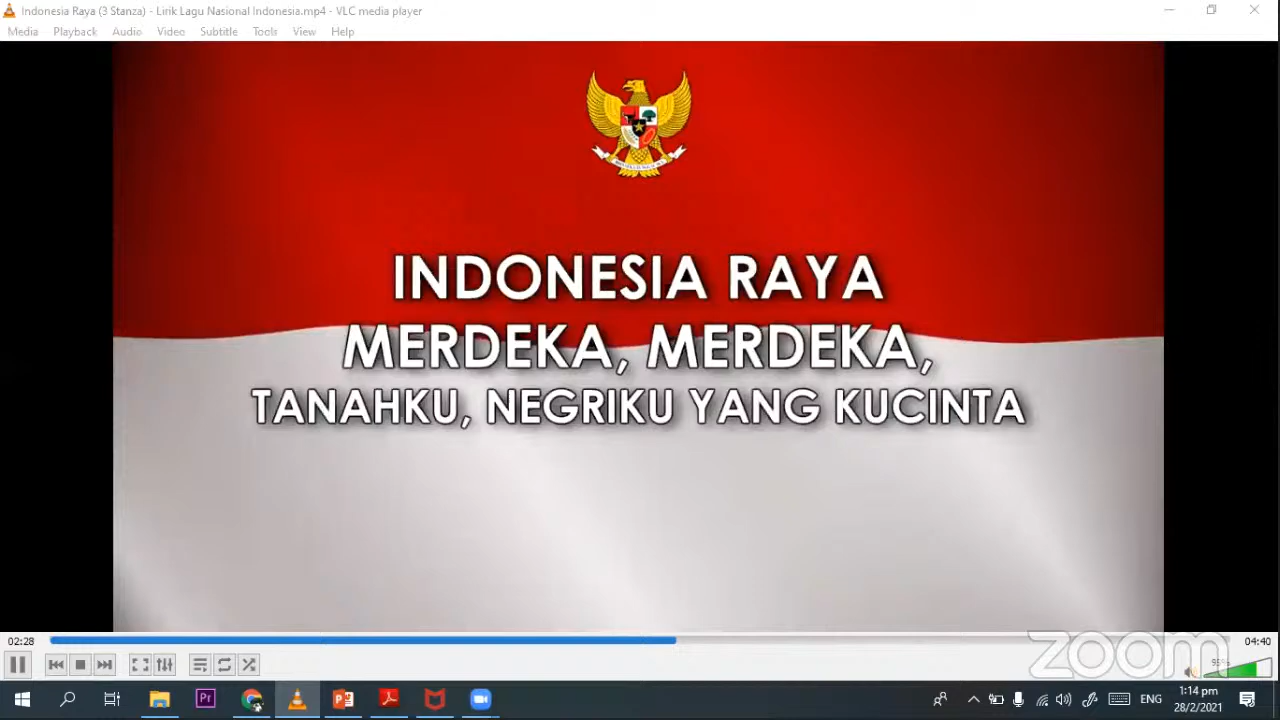 Indonesia Raya (3 Stanza) - Lirik Lagu Nasional Indonesia.mp4 - VLC media player
Media Playback Audio Video Subtitle Tools View Help
INDONESIA RAYA
MERDEKA, MERDEKA,
TANAHKU, NEGRIKU YANG KUCINTA
02:28
04:40
zoom
95%
Pr
ENG
1:14 pm
28/2/2021